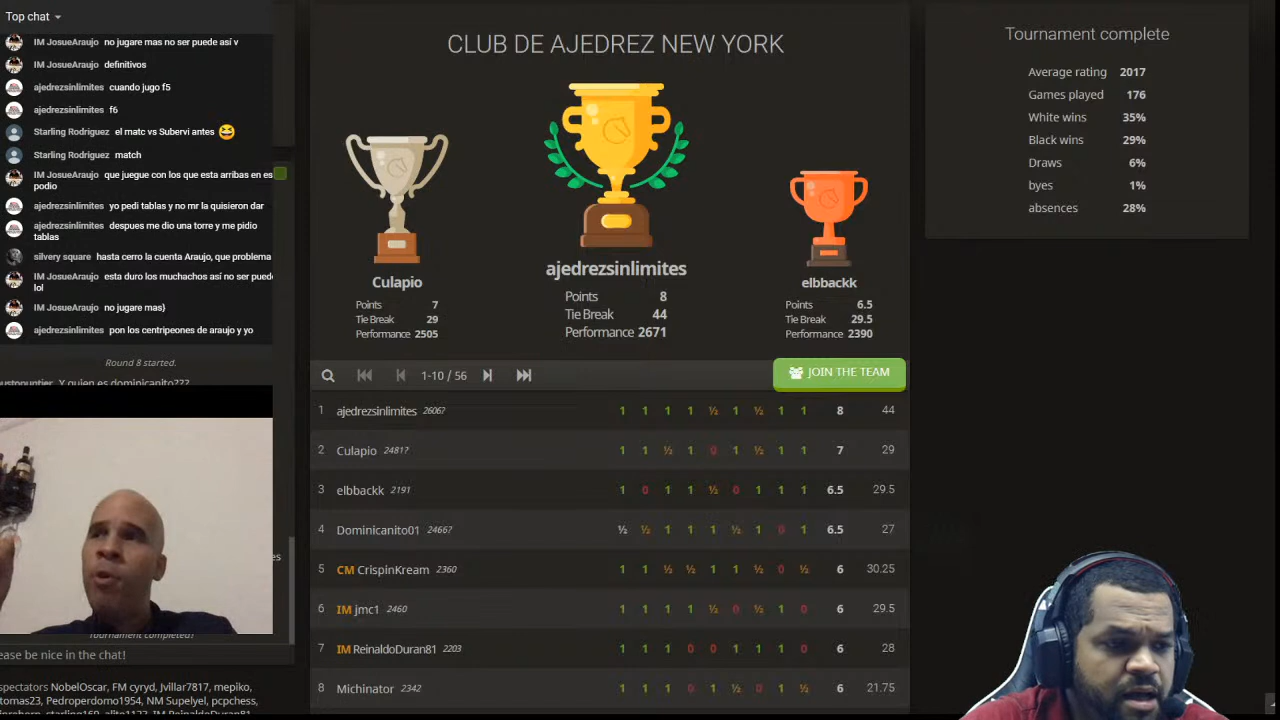 Top chat
IM JosueAraujo no jugare mas no ser puede así v
IM JosueAraujo definitivos
ajedrezsinlimites cuando jugo f5
ajedrezsinlimites f6
Starling Rodriguez el matc vs Subervi antes 😆
Starling Rodriguez match
IM JosueAraujo que juegue con los que esta arribas en es
podio
ajedrezsinlimites yo pedi tablas y no mr la quisieron dar
ajedrezsinlimites despues me dio una torre y me pidio
tablas
silvery square hasta cerro la cuenta Araujo, que problema
IM JosueAraujo esta duro los muchachos así no ser puede
lol
IM JosueAraujo no jugare mas}
ajedrezsinlimites pon los centripeones de araujo y yo
Round 8 started.
Y quien es dominicanito???
es
Tournament completed!
ease be nice in the chat!
spectators NobelOscar, FM cyryd, Jvillar7817, mepiko,
tomas23, Pedroperdomo1954, NM Supelyel, pcpchess,
CLUB DE AJEDREZ NEW YORK
Culapio
Points 7
Tie Break 29
Performance 2505
ajedrezsinlimites
Points 8
Tie Break 44
Performance 2671
elbbackk
Points 6.5
Tie Break 29.5
Performance 2390
1-10 / 56
JOIN THE TEAM
1 ajedrezsinlimites 2606? 1 1 1 1 ½ 1 ½ 1 1 8 44
2 Culapio 2481? 1 1 ½ 1 0 1 ½ 1 1 7 29
3 elbbackk 2191 1 0 1 1 ½ 0 1 1 1 6.5 29.5
4 Dominicanito01 2466? ½ ½ 1 1 1 ½ 1 0 1 6.5 27
5 CM CrispinKream 2360 1 1 ½ ½ 1 1 ½ 0 ½ 6 30.25
6 IM jmc1 2460 1 1 1 1 ½ 0 ½ 1 0 6 29.5
7 IM ReinaldoDuran81 2203 1 1 1 0 0 1 1 1 0 6 28
8 Michinator 2342 1 1 1 0 1 ½ 0 1 ½ 6 21.75
Tournament complete
Average rating 2017
Games played 176
White wins 35%
Black wins 29%
Draws 6%
byes 1%
absences 28%